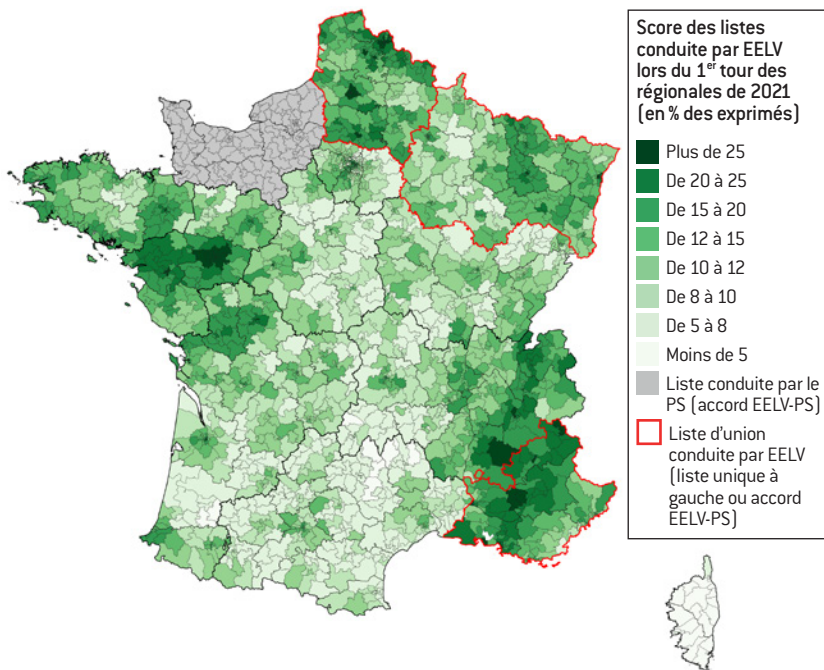 Score des listes
conduite par EELV
lors du 1er tour des
régionales de 2021
(en % des exprimés)
Plus de 25
De 20 à 25
De 15 à 20
De 12 à 15
De 10 à 12
De 8 à 10
De 5 à 8
Moins de 5
Liste conduite par le
PS (accord EELV-PS)
Liste d'union
conduite par EELV
(liste unique à
gauche ou accord
EELV-PS)